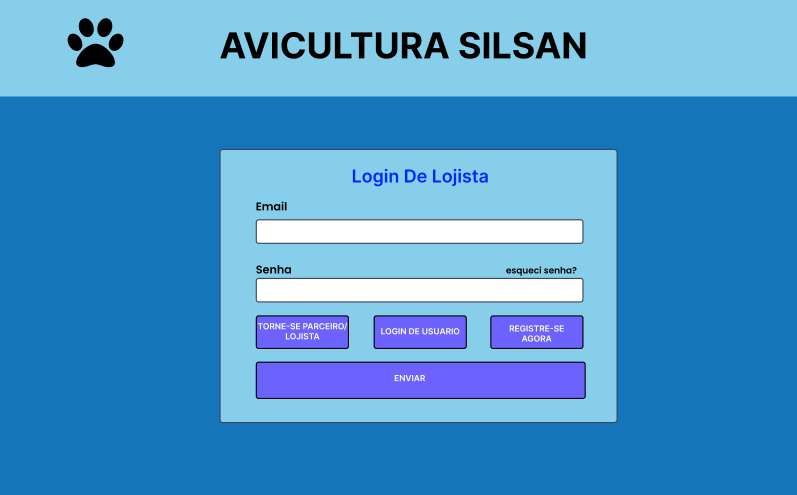 AVICULTURA SILSAN
Login De Lojista
Email
Senha
esqueci senha?
TORNE-SE PARCEIRO/
LOJISTA
LOGIN DE USUARIO
REGISTRE-SE
AGORA
ENVIAR